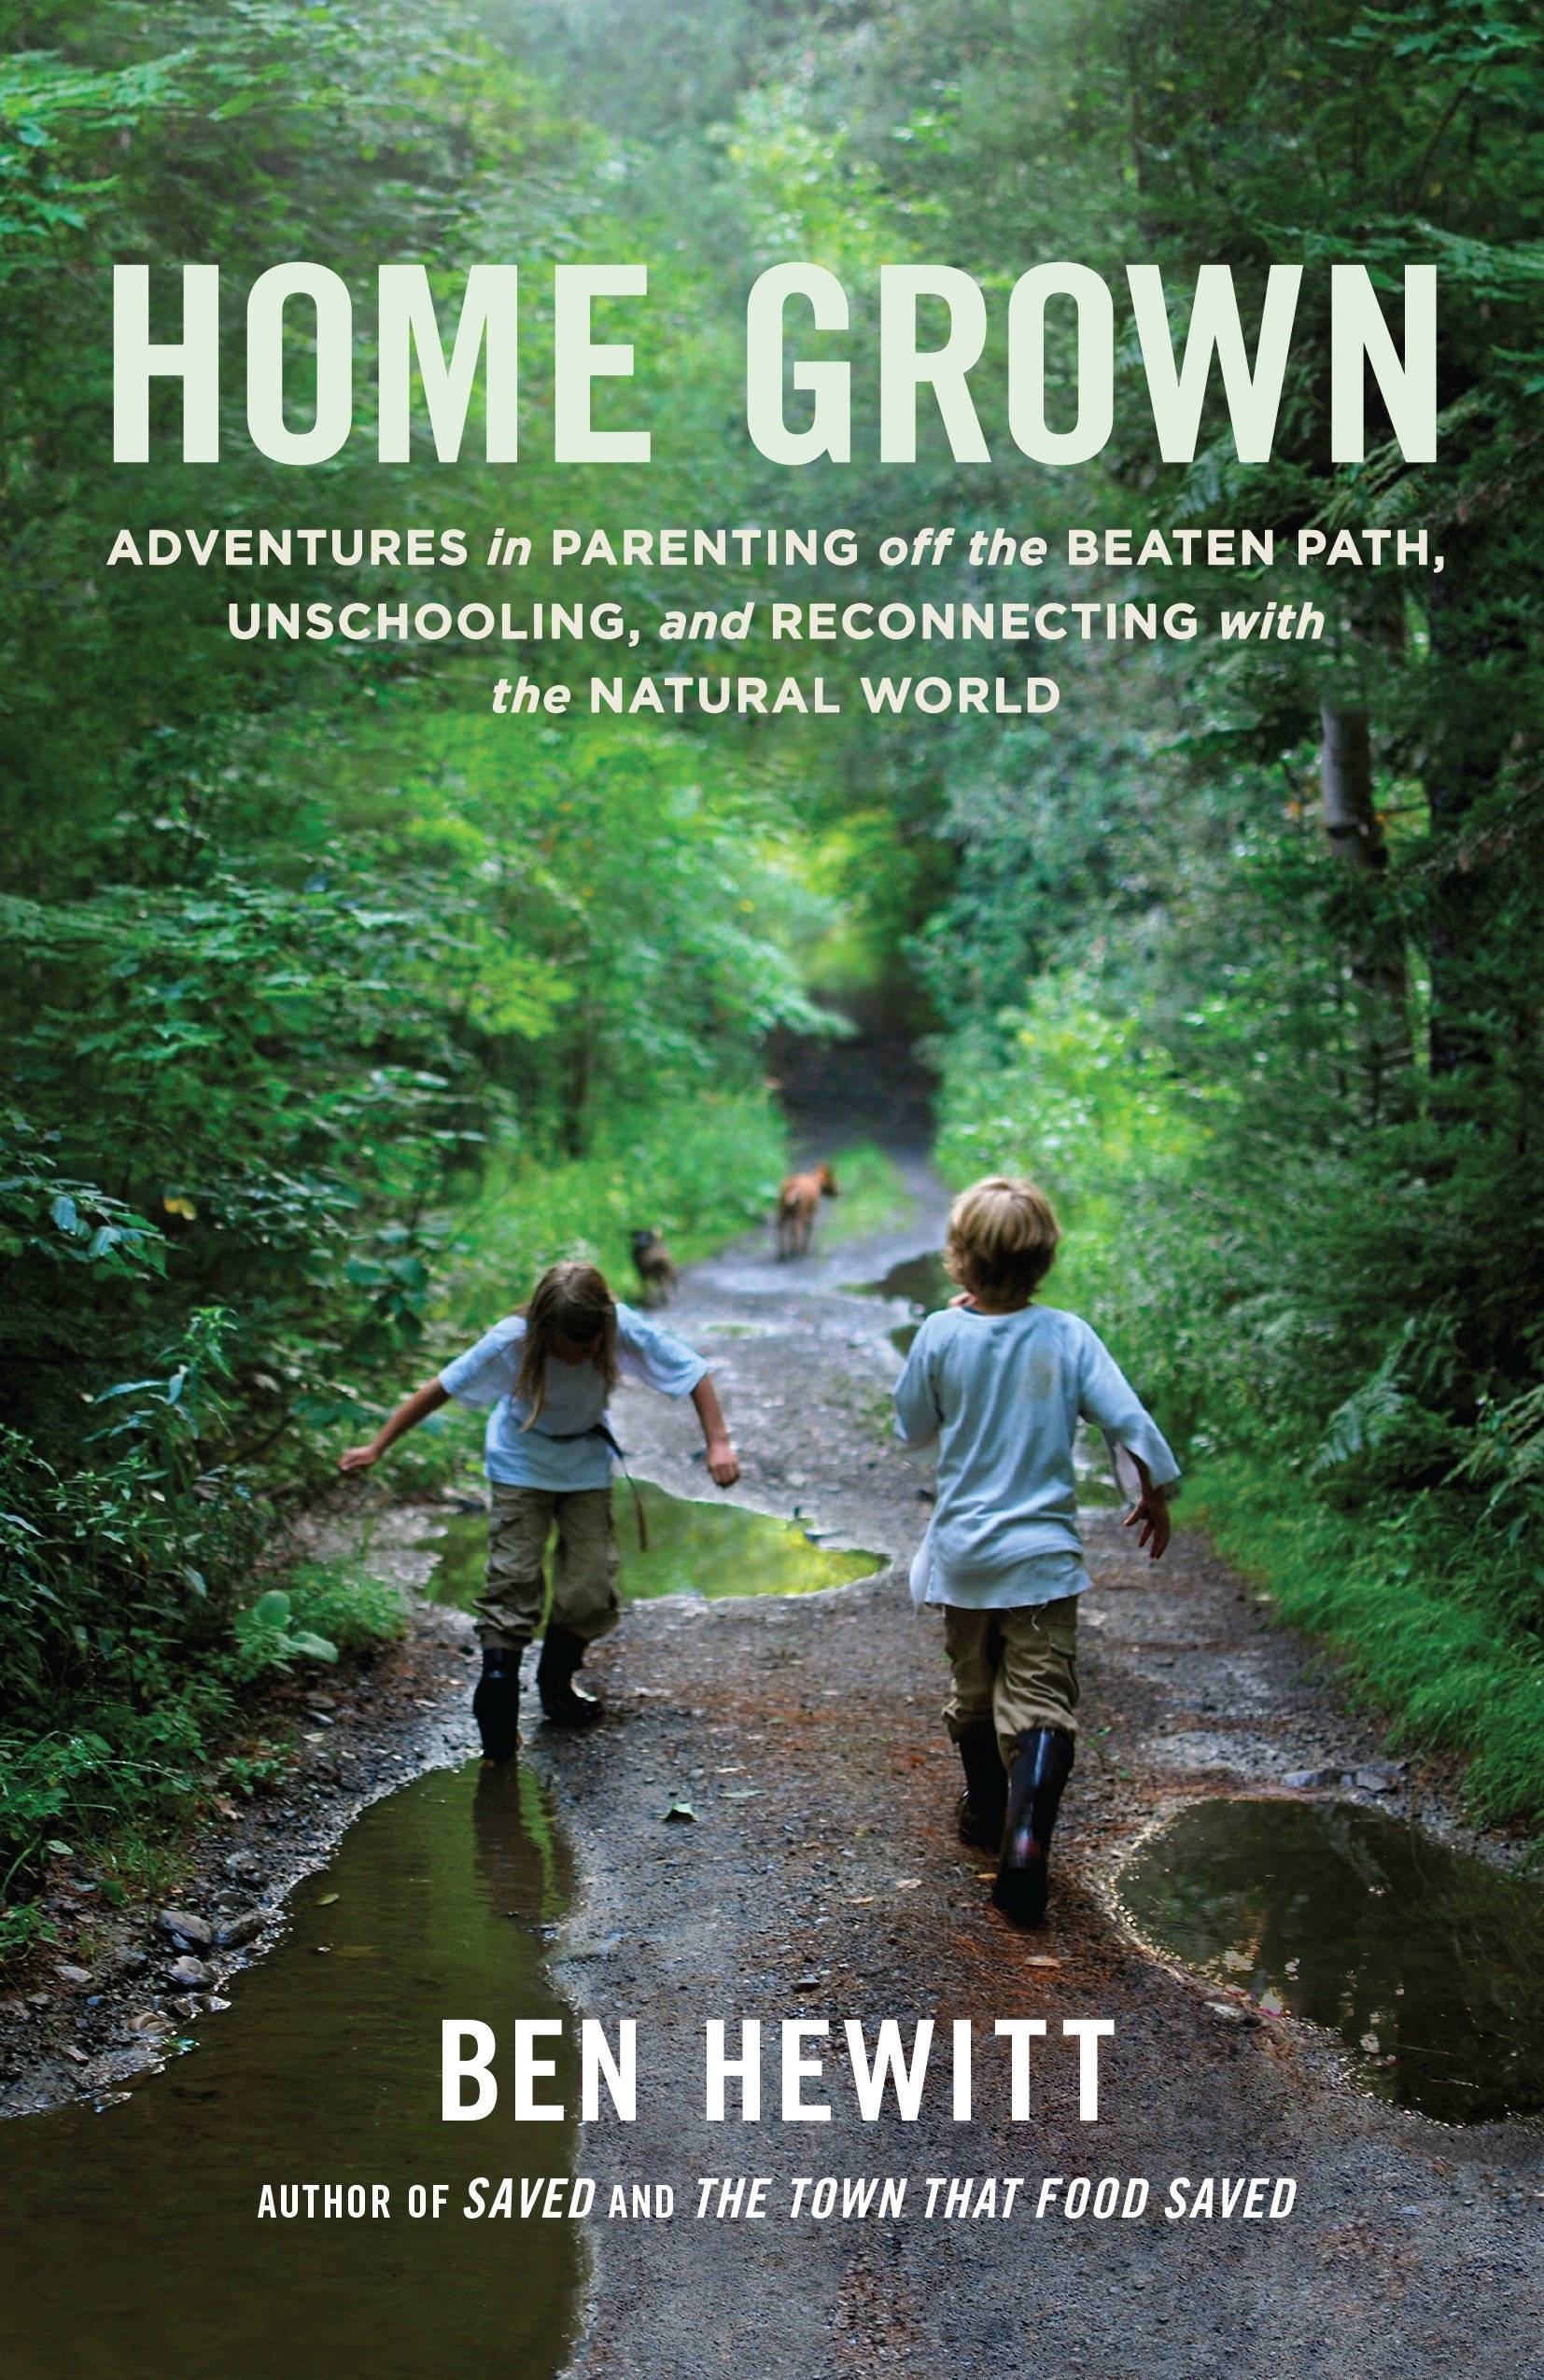 HOME GROWN
ADVENTURES in PARENTING off the BEATEN PATH,
UNSCHOOLING, and RECONNECTING with
the NATURAL WORLD
BEN HEWITT
AUTHOR OF SAVED AND THE TOWN THAT FOOD SAVED